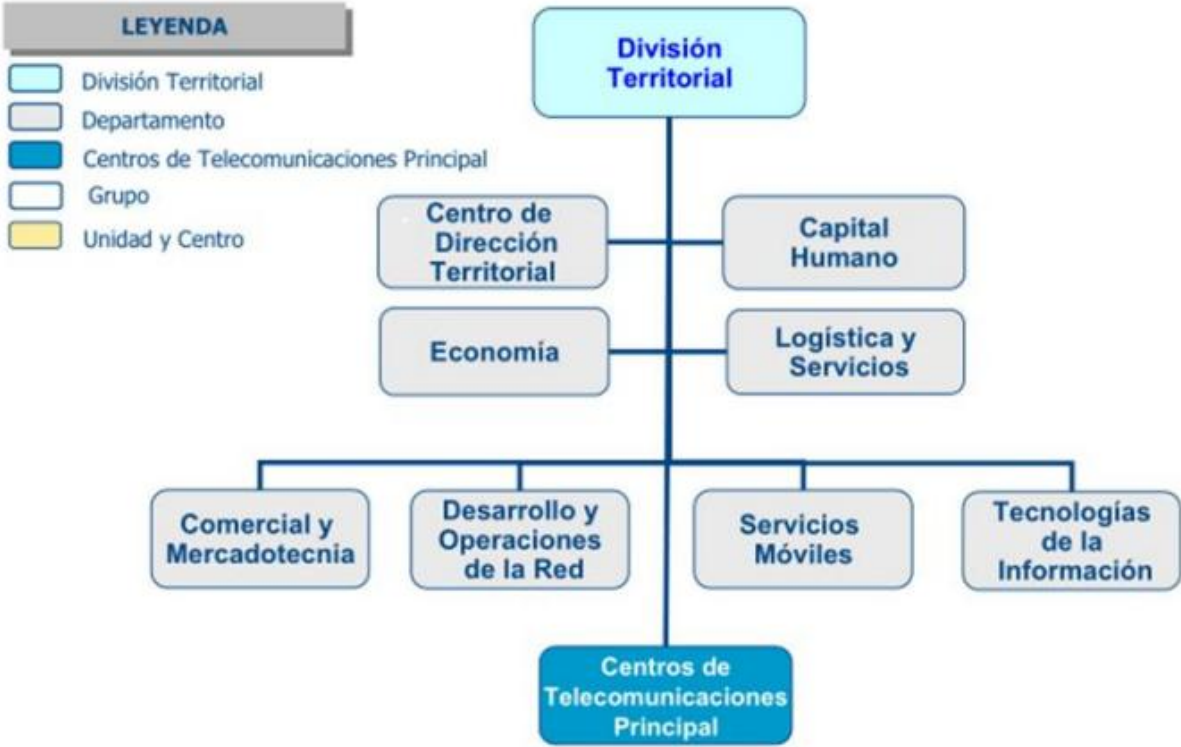 LEYENDA
División Territorial
Departamento
Centros de Telecomunicaciones Principal
Grupo
Unidad y Centro
División
Territorial
Centro de
Dirección
Territorial
Capital
Humano
Economía
Logística y
Servicios
Comercial y
Mercadotecnia
Desarrollo y
Operaciones
de la Red
Servicios
Móviles
Tecnologías
de la
Información
Centros de
Telecomunicaciones
Principal